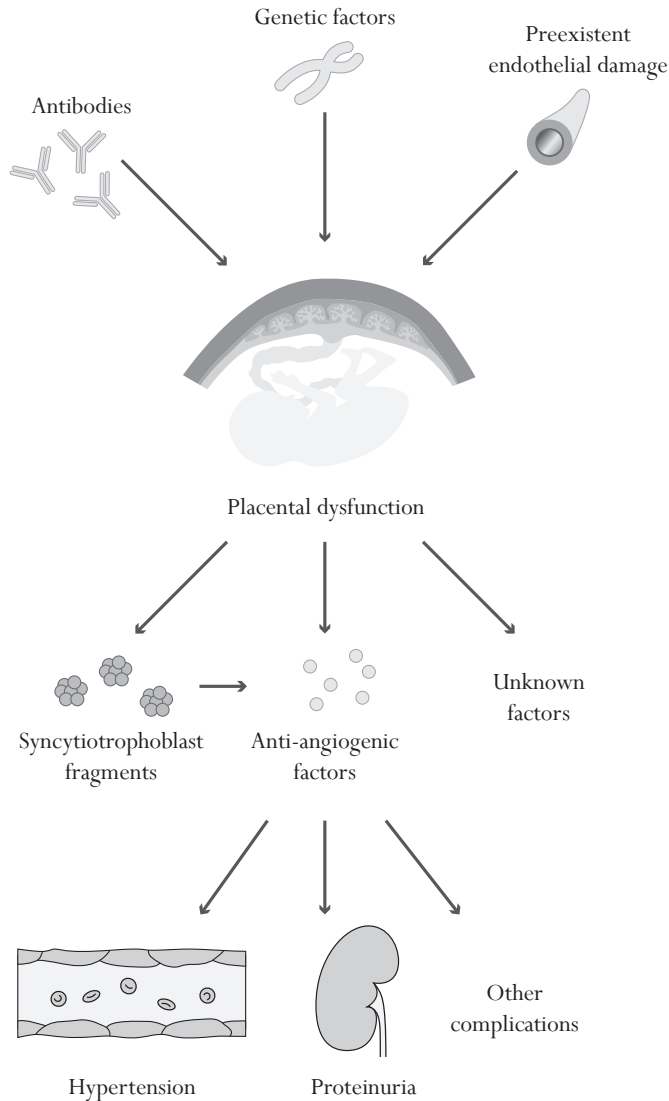 Genetic factors
Preexistent
endothelial damage
Antibodies
Placental dysfunction
Syncytiotrophoblast
fragments
Anti-angiogenic
factors
Unknown
factors
Hypertension
Proteinuria
Other
complications